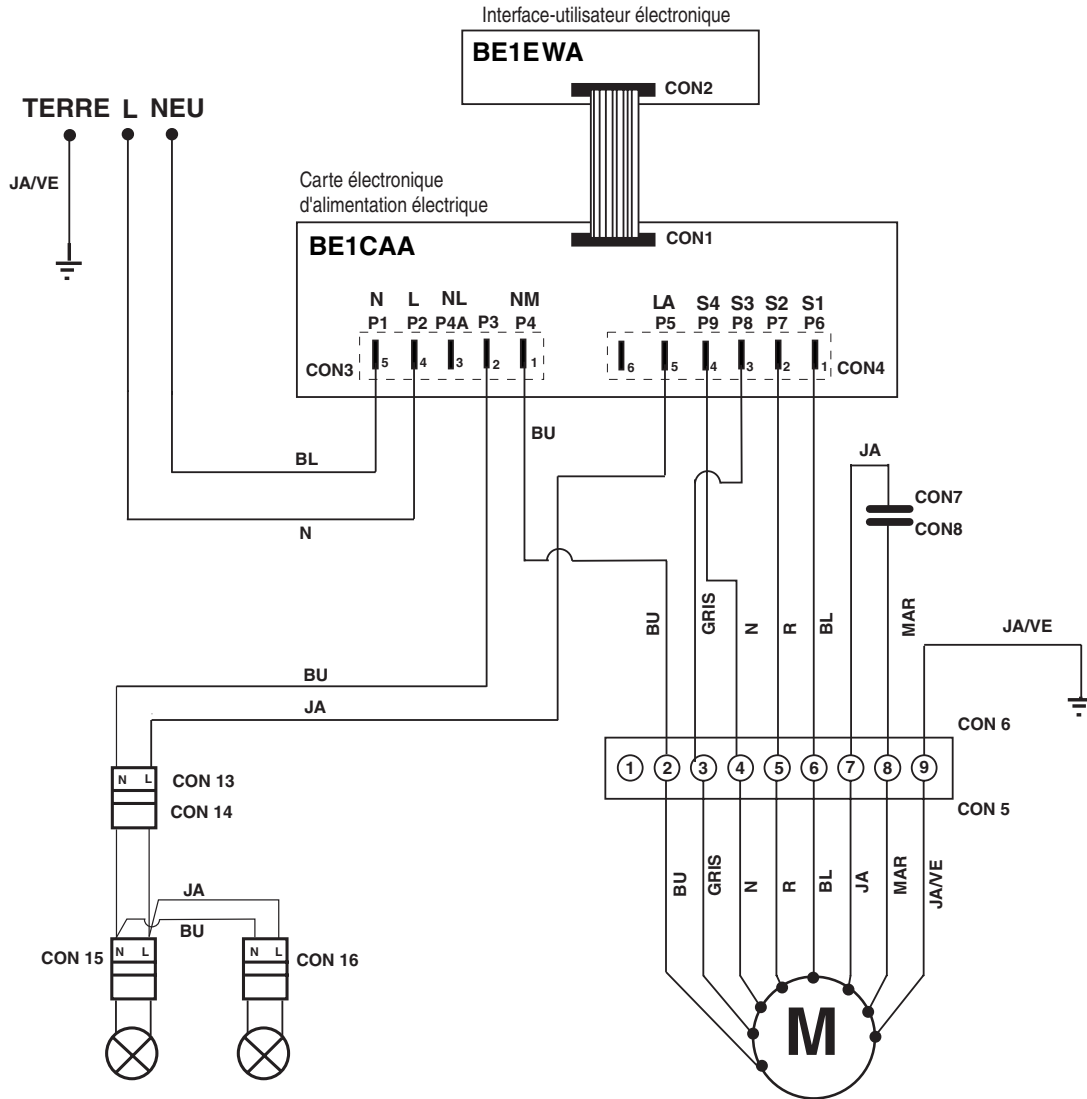 Interface-utilisateur électronique
BE1EWA
CON2
TERRE L NEU
JA/VE
Carte électronique
d'alimentation électrique
CON1
BE1CAA
N L NL NM
P1 P2 P4A P3 P4
LA S4 S3 S2 S1
P5 P9 P8 P7 P6
CON3
5 4 3 2 1
6 5 4 3 2 1
CON4
BU
BL
N
JA
CON7
CON8
BU
GRIS
N
R
BL
MAR
JA/VE
BU
JA
CON 6
1 2 3 4 5 6 7 8 9
CON 5
N L
CON 13
CON 14
BU
GRIS
N
R
BL
JA
MAR
JA/VE
JA
BU
CON 15
N L
N L
CON 16
M